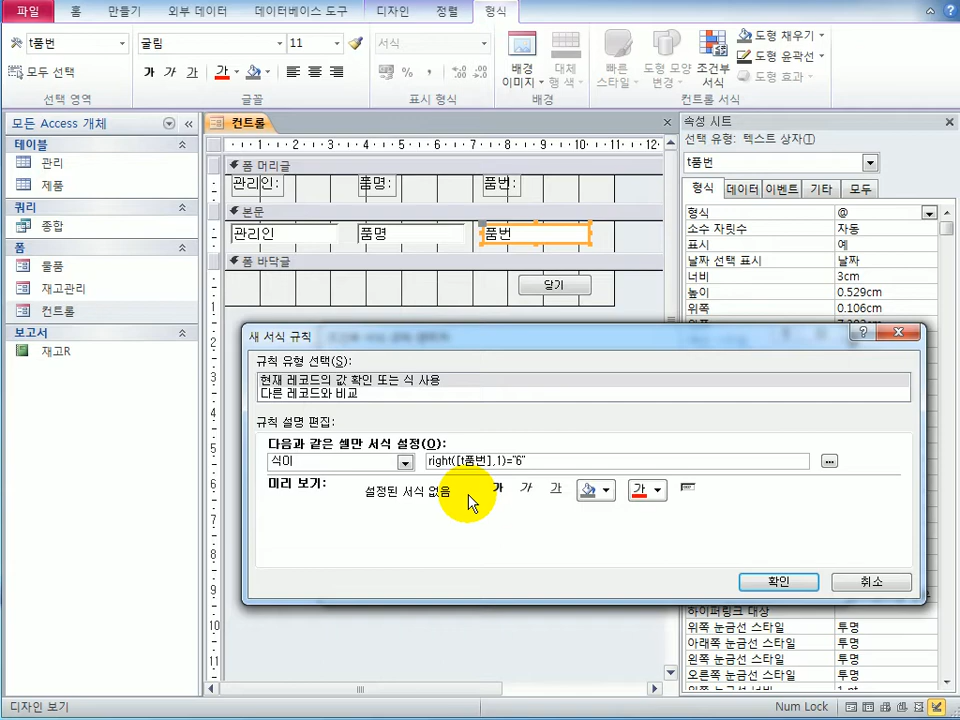 파일 홈 만들기 외부 데이터 데이터베이스 도구 디자인 정렬 형식
t품번 굴림 11 서식
모두 선택 가 가 가 가 % 배경 이미지 대체 행 색 빠른 스타일 도형 모양 변경 조건부 서식 도형 채우기 도형 윤곽선 도형 효과
선택 영역 글꼴 표시 형식 배경 컨트롤 서식
모든 Access 개체 «
테이블
관리
제품
쿼리
종합
폼
물품
재고관리
컨트롤
보고서
재고R
컨트롤
1 2 3 4 5 6 7 8 9 10 11 12
폼 머리글
관리인: 품명: 품번:
본문
관리인 품명 품번
폼 바닥글
닫기
속성 시트
선택 유형: 텍스트 상자(T)
t품번
형식 데이터 이벤트 기타 모두
형식 @
소수 자릿수 자동
표시 예
날짜 선택 표시 날짜
너비 3cm
높이 0.529cm
위쪽 0.106cm
새 서식 규칙
규칙 유형 선택(S):
현재 레코드의 값 확인 또는 식 사용
다른 레코드와 비교
규칙 설명 편집:
다음과 같은 셀만 서식 설정(O):
식이 right([t품번],1)="6" ...
미리 보기: 설정된 서식 없음 가 가 가 가
확인 취소
하이퍼링크 대상
위쪽 눈금선 스타일 투명
아래쪽 눈금선 스타일 투명
왼쪽 눈금선 스타일 투명
오른쪽 눈금선 스타일 투명
디자인 보기 Num Lock